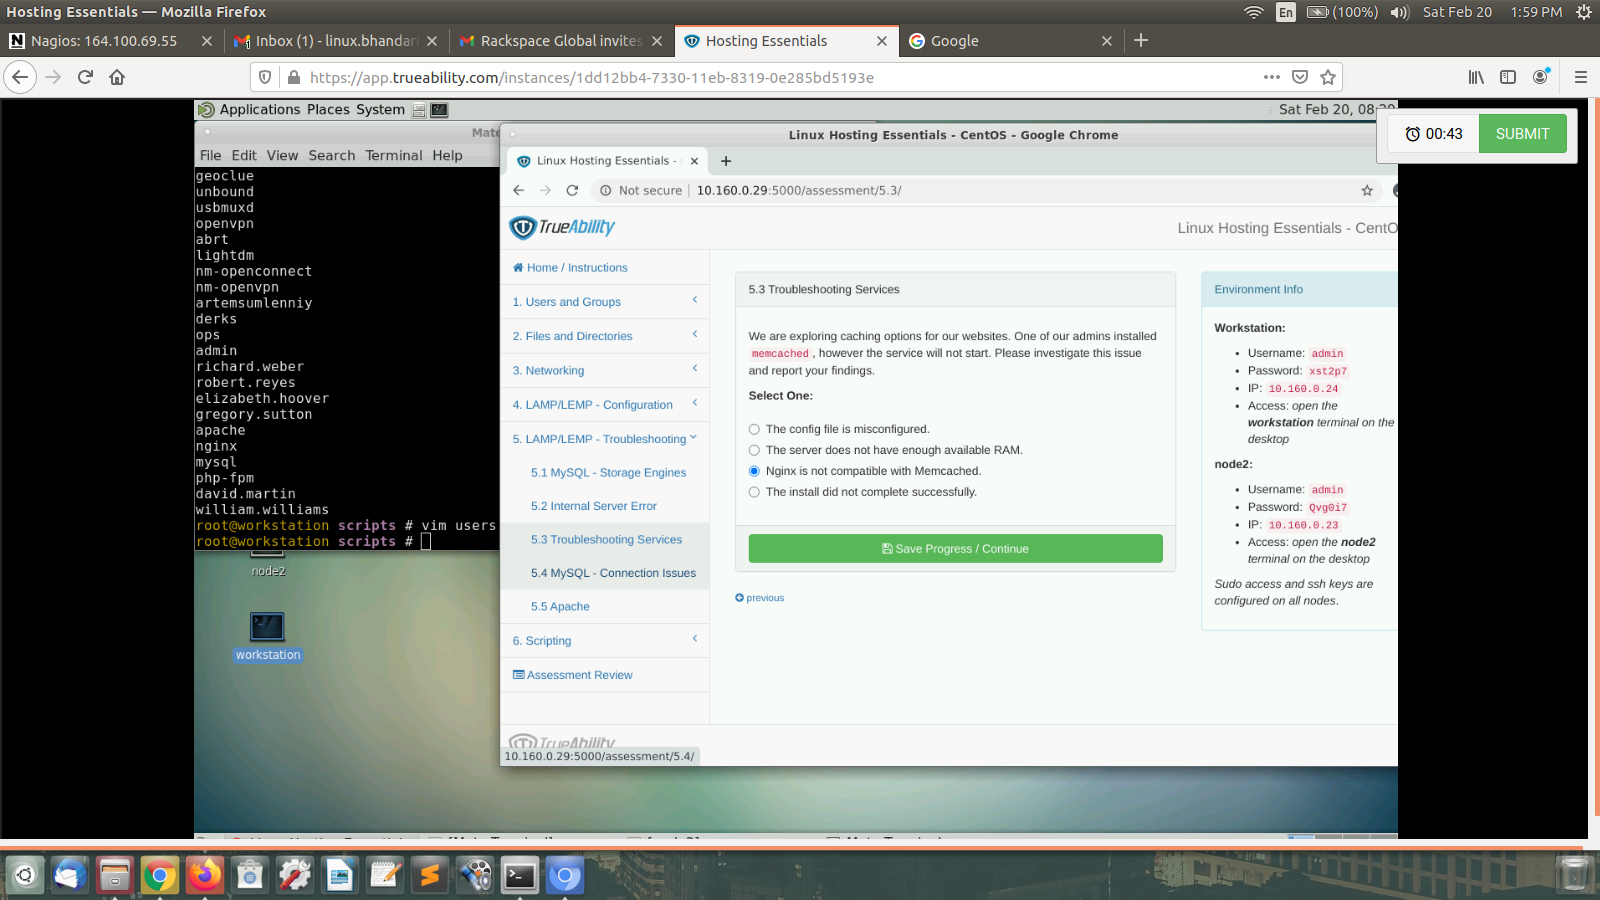 Hosting Essentials — Mozilla Firefox
En (100%) Sat Feb 20 1:59 PM
Nagios: 164.100.69.55
Inbox (1) - linux.bhandari
Rackspace Global invites
Hosting Essentials
Google
https://app.trueability.com/instances/1dd12bb4-7330-11eb-8319-0e285bd5193e
Applications Places System
Sat Feb 20, 08:
00:43
SUBMIT
Mate
Linux Hosting Essentials - CentOS - Google Chrome
File Edit View Search Terminal Help
Linux Hosting Essentials -
Not secure | 10.160.0.29:5000/assessment/5.3/
geoclue
unbound
usbmuxd
openvpn
abrt
lightdm
nm-openconnect
nm-openvpn
artemsumlenniy
derks
ops
admin
richard.weber
robert.reyes
elizabeth.hoover
gregory.sutton
apache
nginx
mysql
php-fpm
david.martin
william.williams
root@workstation scripts # vim users
root@workstation scripts #
node2
workstation
TrueAbility
Linux Hosting Essentials - CentO
Home / Instructions
1. Users and Groups
2. Files and Directories
3. Networking
4. LAMP/LEMP - Configuration
5. LAMP/LEMP - Troubleshooting
5.1 MySQL - Storage Engines
5.2 Internal Server Error
5.3 Troubleshooting Services
5.4 MySQL - Connection Issues
5.5 Apache
6. Scripting
Assessment Review
TrueAbility
10.160.0.29:5000/assessment/5.4/
5.3 Troubleshooting Services
We are exploring caching options for our websites. One of our admins installed
memcached , however the service will not start. Please investigate this issue
and report your findings.
Select One:
The config file is misconfigured.
The server does not have enough available RAM.
Nginx is not compatible with Memcached.
The install did not complete successfully.
Save Progress / Continue
previous
Environment Info
Workstation:
Username: admin
Password: xst2p7
IP: 10.160.0.24
Access: open the
workstation terminal on the
desktop
node2:
Username: admin
Password: Qvg0i7
IP: 10.160.0.23
Access: open the node2
terminal on the desktop
Sudo access and ssh keys are
configured on all nodes.